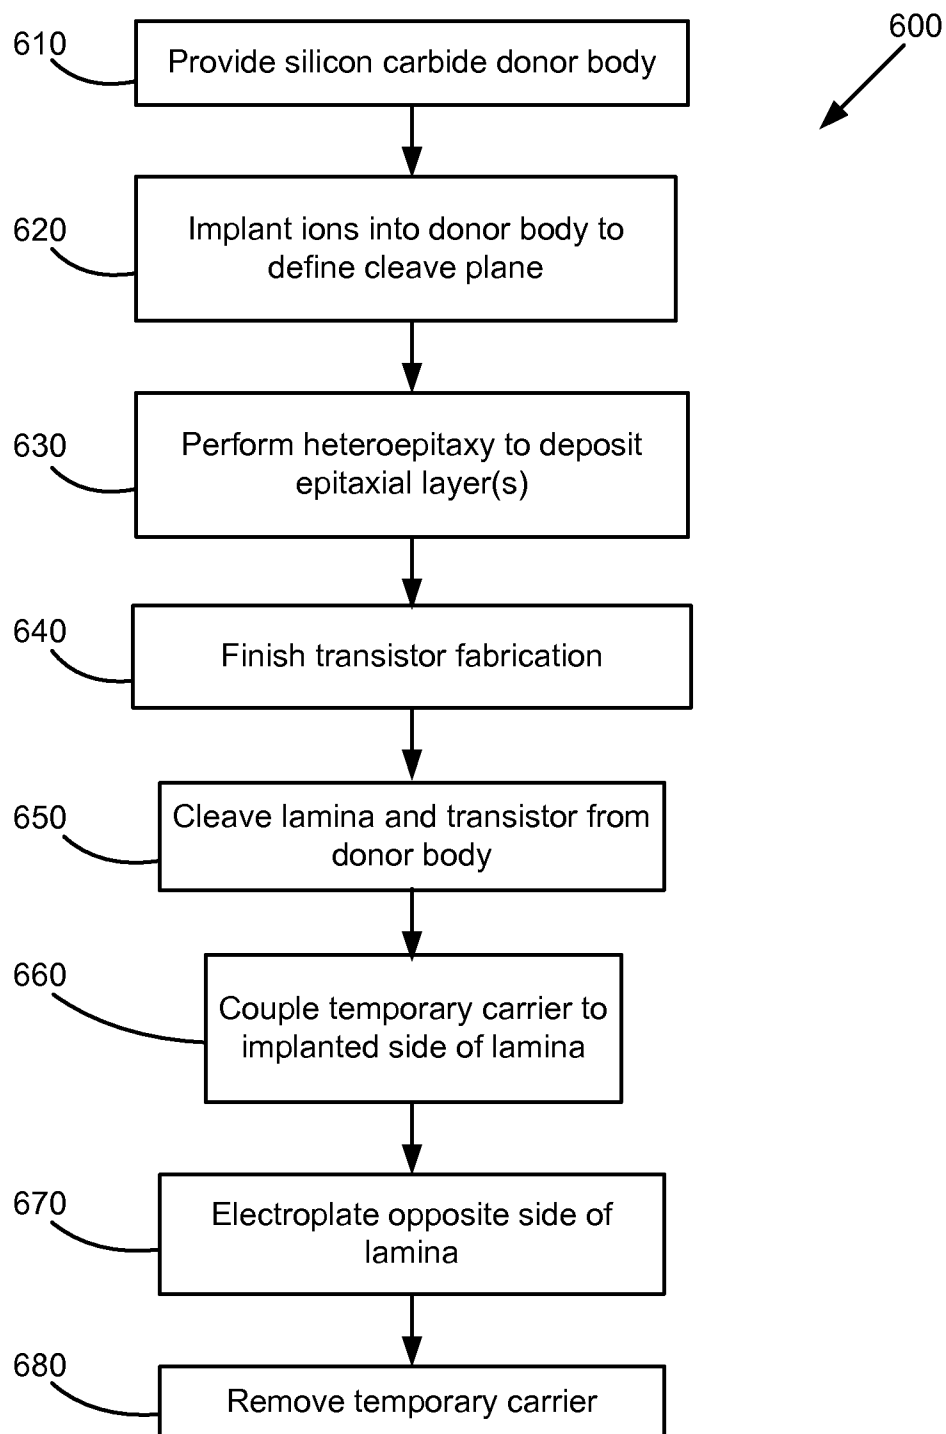 600
610
Provide silicon carbide donor body
620
Implant ions into donor body to
define cleave plane
630
Perform heteroepitaxy to deposit
epitaxial layer(s)
640
Finish transistor fabrication
650
Cleave lamina and transistor from
donor body
660
Couple temporary carrier to
implanted side of lamina
670
Electroplate opposite side of
lamina
680
Remove temporary carrier